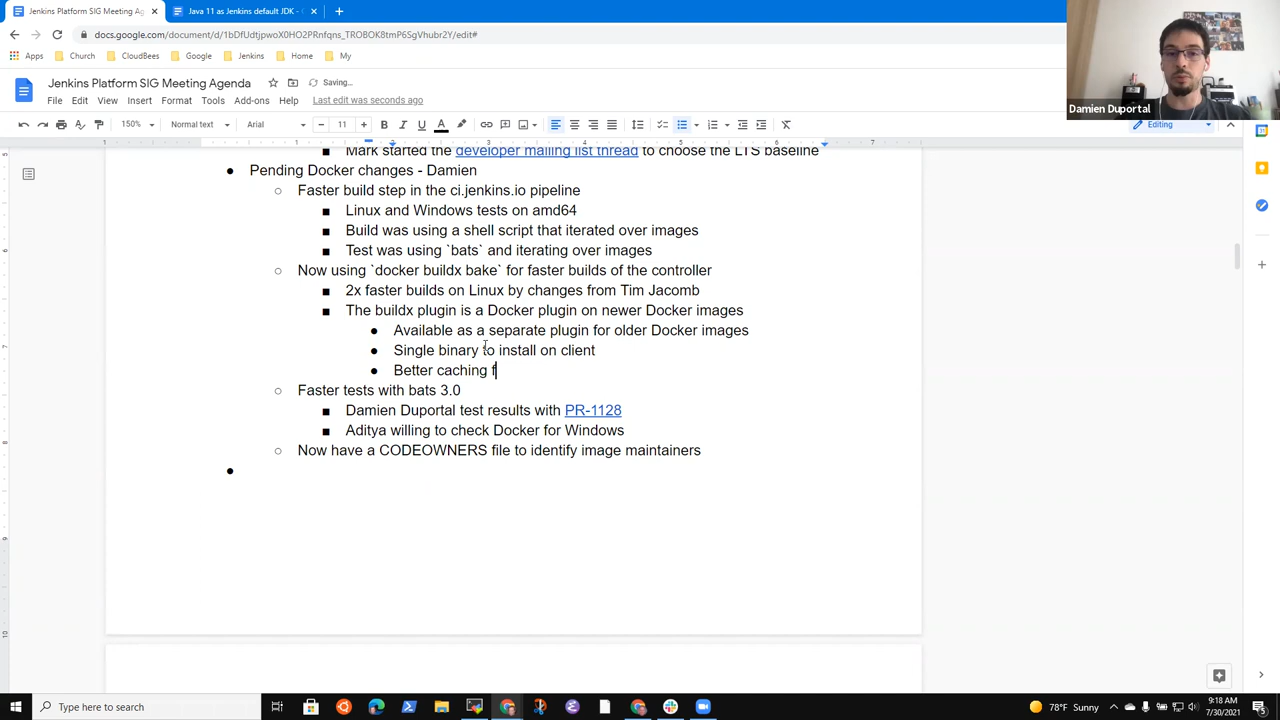 Jenkins Platform SIG Meeting Ag
Java 11 as Jenkins default JDK -
docs.google.com/document/d/1bDfUdtjpwoX0HO2PRnfqns_TROBOK8tmP6SgVhubr2Y/edit#
Apps
Church
CloudBees
Google
Jenkins
Home
My
Damien Duportal
Jenkins Platform SIG Meeting Agenda
Saving...
File Edit View Insert Format Tools Add-ons Help Last edit was seconds ago
150% Normal text Arial 11 Editing
1 1 2 3 4 5 6 7
Mark started the developer mailing list thread to choose the LTS baseline
● Pending Docker changes - Damien
○ Faster build step in the ci.jenkins.io pipeline
■ Linux and Windows tests on amd64
■ Build was using a shell script that iterated over images
■ Test was using `bats` and iterating over images
○ Now using `docker buildx bake` for faster builds of the controller
■ 2x faster builds on Linux by changes from Tim Jacomb
■ The buildx plugin is a Docker plugin on newer Docker images
● Available as a separate plugin for older Docker images
● Single binary to install on client
● Better caching f
○ Faster tests with bats 3.0
■ Damien Duportal test results with PR-1128
■ Aditya willing to check Docker for Windows
○ Now have a CODEOWNERS file to identify image maintainers
●
Type here to search
78°F Sunny
9:18 AM
7/30/2021